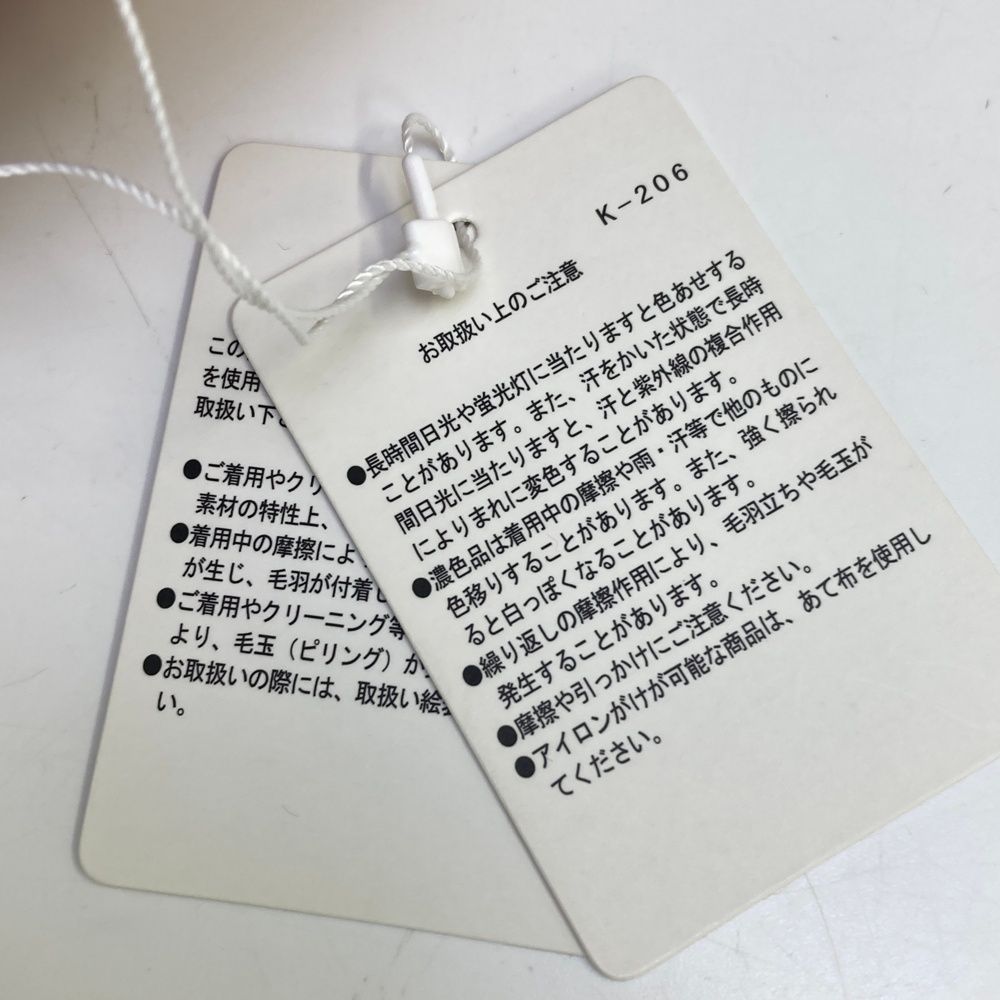 K-206
お取扱い上のご注意
●長時間日光や蛍光灯に当たりますと色あせする
ことがあります。また、汗をかいた状態で長時
間日光に当たりますと、汗と紫外線の複合作用
によりまれに変色することがあります。
●濃色品は着用中の摩擦や雨・汗等で他のものに
色移りすることがあります。また、強く擦られ
ると白っぽくなることがあります。
●繰り返しの摩擦作用により、毛羽立ちや毛玉が
発生することがあります。
●摩擦や引っかけにご注意ください。
●アイロンがけが可能な商品は、あて布を使用し
てください。
この
を使用
取扱い下
●ご着用やクリ
素材の特性上、
●着用中の摩擦によ
が生じ、毛羽が付着し
●ご着用やクリーニング等
より、毛玉（ピリング）が
●お取扱いの際には、取扱い絵
い。